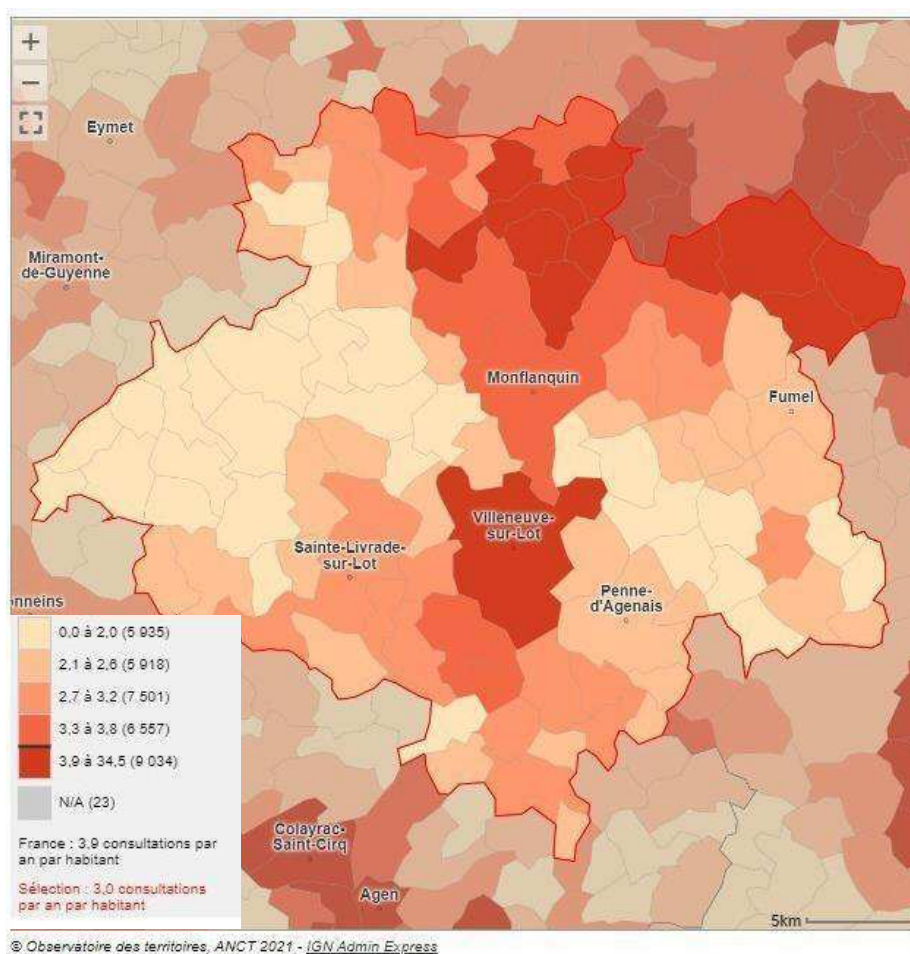 +
−
Eymet
Miramont-
de-Guyenne
Monflanquin
Fumel
Villeneuve-
sur-Lot
Sainte-Livrade-
sur-Lot
Penne-
d'Agenais
onneins
0,0 à 2,0 (5 935)
2,1 à 2,6 (5 918)
2,7 à 3,2 (7 501)
3,3 à 3,8 (6 557)
3,9 à 34,5 (9 034)
N/A (23)
France : 3,9 consultations par
an par habitant
Sélection : 3,0 consultations
par an par habitant
Colayrac-
Saint-Cirq
Agen
5km
© Observatoire des territoires, ANCT 2021 - IGN Admin Express